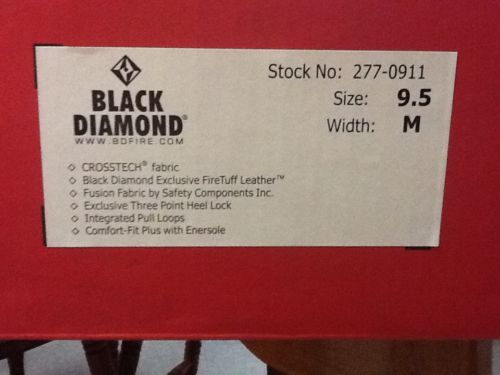 BLACK
DIAMOND®
WWW.BDFIRE.COM
Stock No: 277-0911
Size: 9.5
Width: M
◇ CROSSTECH® fabric
◇ Black Diamond Exclusive FireTuff Leather™
◇ Fusion Fabric by Safety Components Inc.
◇ Exclusive Three Point Heel Lock
◇ Integrated Pull Loops
◇ Comfort-Fit Plus with Enersole